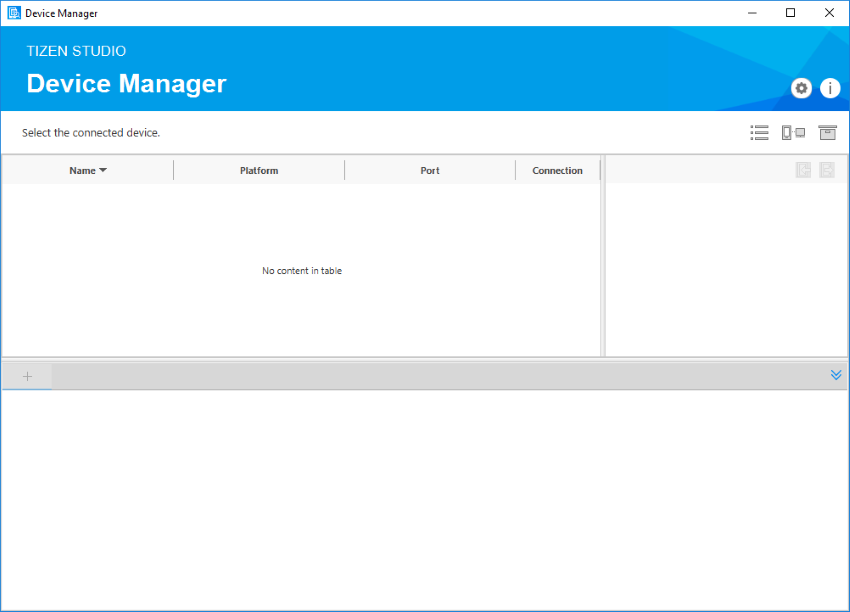 Device Manager
TIZEN STUDIO
Device Manager
Select the connected device.
Name Platform Port Connection
No content in table